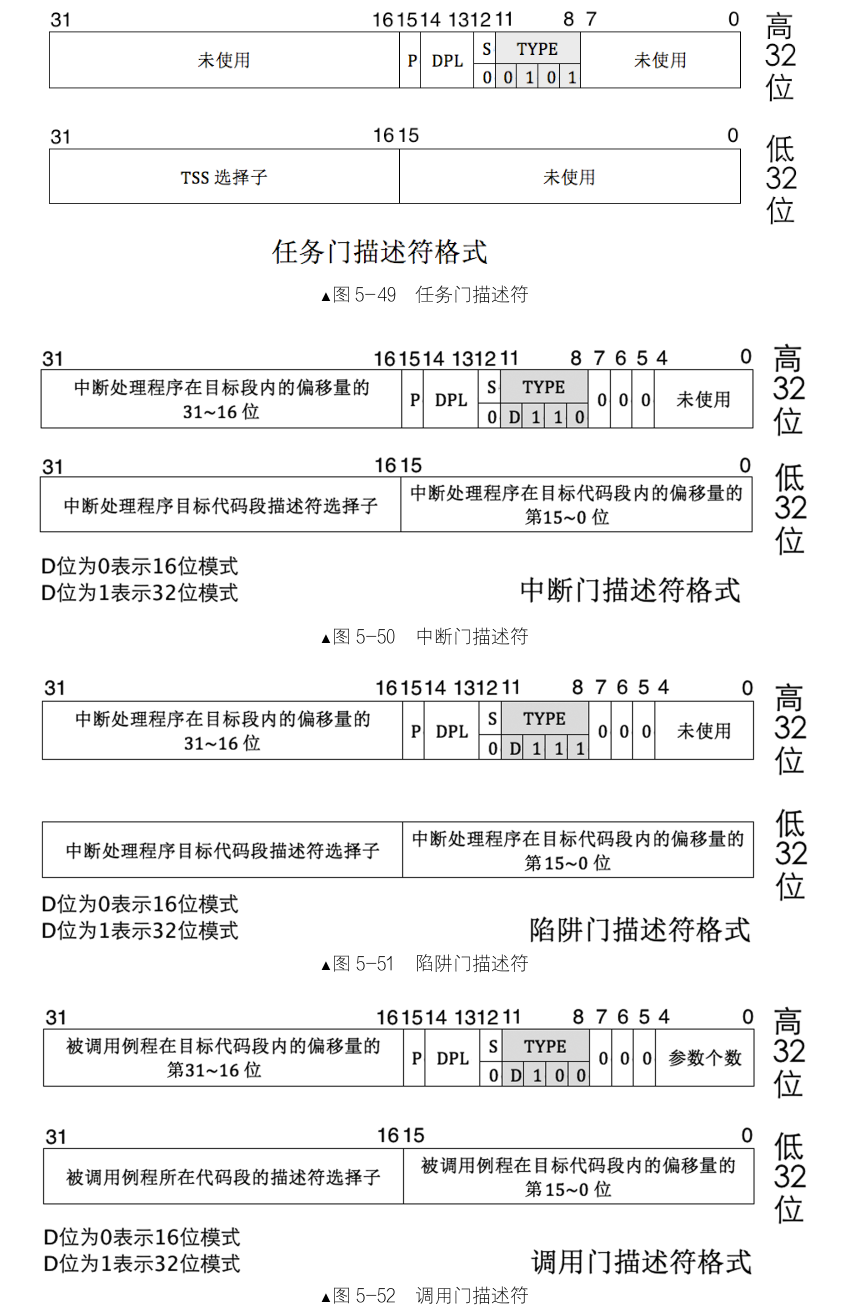 31 16 15 14 13 12 11 8 7 0
未使用 P DPL S TYPE 未使用
0 0 1 0 1
高32位
31 16 15 0
TSS 选择子 未使用
低32位
任务门描述符格式
▲图 5-49 任务门描述符
31 16 15 14 13 12 11 8 7 6 5 4 0
中断处理程序在目标段内的偏移量的
31~16 位
P DPL S TYPE 0 0 0 未使用
0 D 1 1 0
高32位
31 16 15 0
中断处理程序目标代码段描述符选择子
中断处理程序在目标代码段内的偏移量的
第15~0 位
低32位
D位为0表示16位模式
D位为1表示32位模式
中断门描述符格式
▲图 5-50 中断门描述符
31 16 15 14 13 12 11 8 7 6 5 4 0
中断处理程序在目标段内的偏移量的
31~16 位
P DPL S TYPE 0 0 0 未使用
0 D 1 1 1
高32位
中断处理程序目标代码段描述符选择子
中断处理程序在目标代码段内的偏移量的
第15~0 位
低32位
D位为0表示16位模式
D位为1表示32位模式
陷阱门描述符格式
▲图 5-51 陷阱门描述符
31 16 15 14 13 12 11 8 7 6 5 4 0
被调用例程在目标代码段内的偏移量的
第31~16 位
P DPL S TYPE 0 0 0 参数个数
0 D 1 0 0
高32位
31 16 15 0
被调用例程所在代码段的描述符选择子
被调用例程在目标代码段内的偏移量的
第15~0 位
低32位
D位为0表示16位模式
D位为1表示32位模式
调用门描述符格式
▲图 5-52 调用门描述符